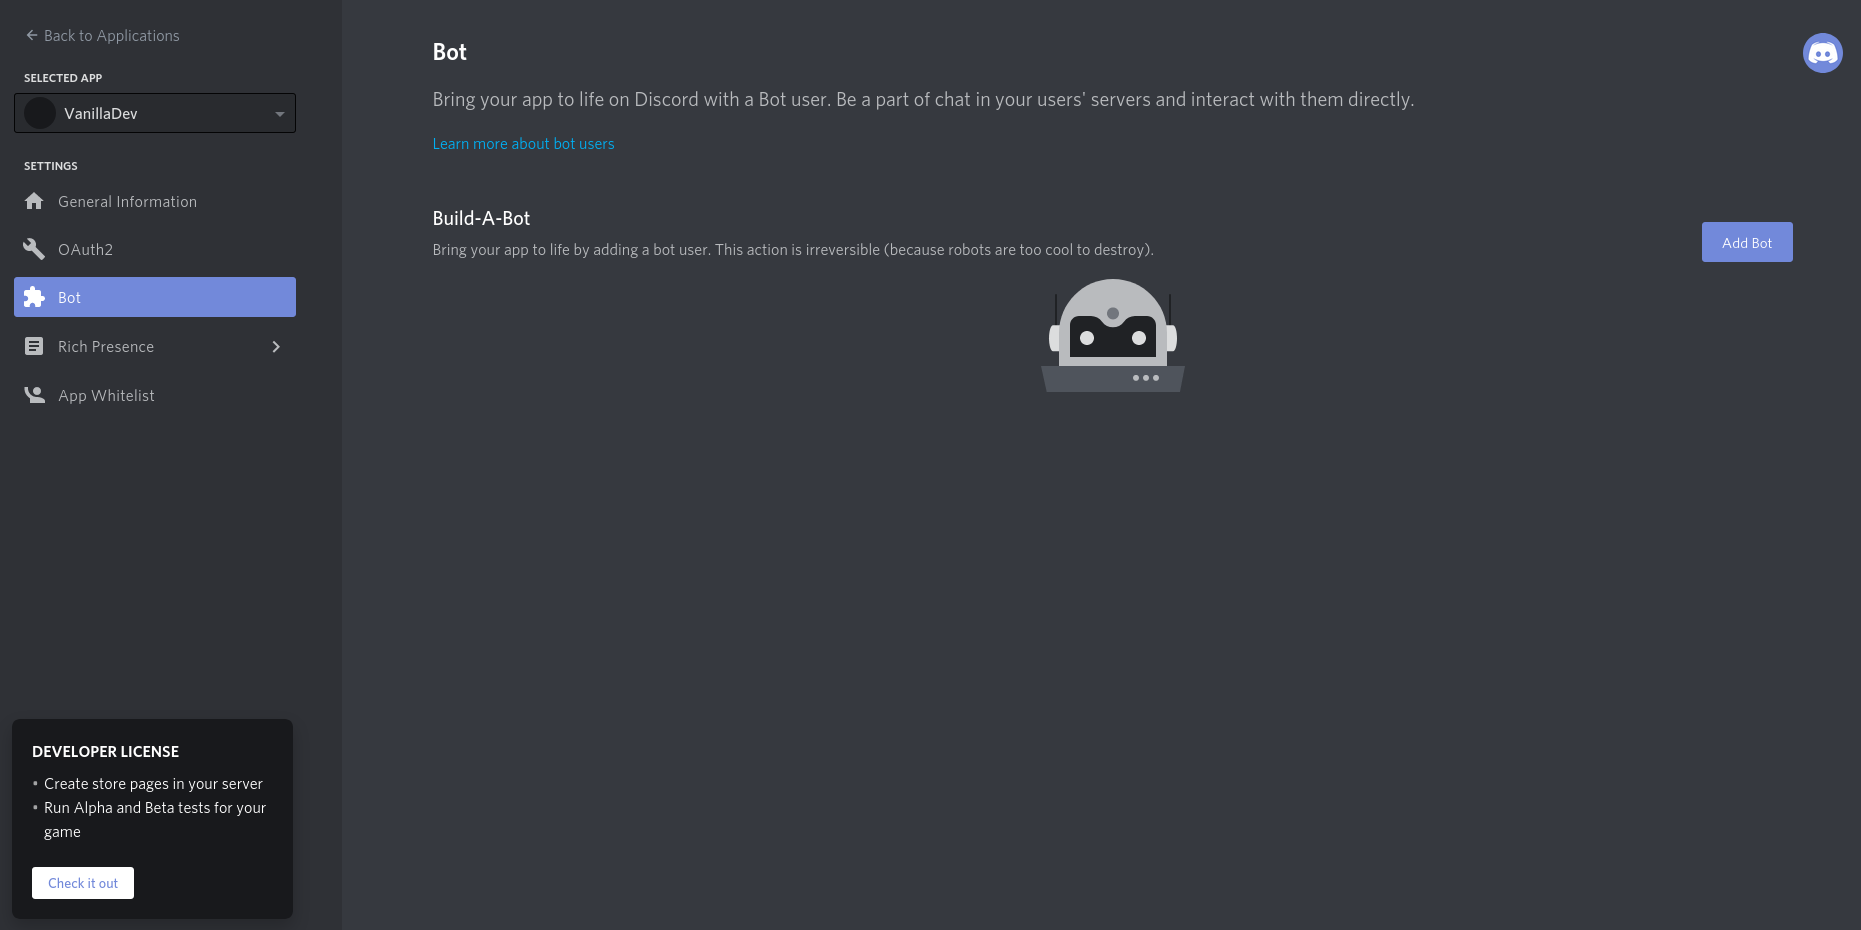 Back to Applications
SELECTED APP
VanillaDev
SETTINGS
General Information
OAuth2
Bot
Rich Presence
App Whitelist
DEVELOPER LICENSE
• Create store pages in your server
• Run Alpha and Beta tests for your
game
Check it out
Bot
Bring your app to life on Discord with a Bot user. Be a part of chat in your users' servers and interact with them directly.
Learn more about bot users
Build-A-Bot
Bring your app to life by adding a bot user. This action is irreversible (because robots are too cool to destroy).
Add Bot